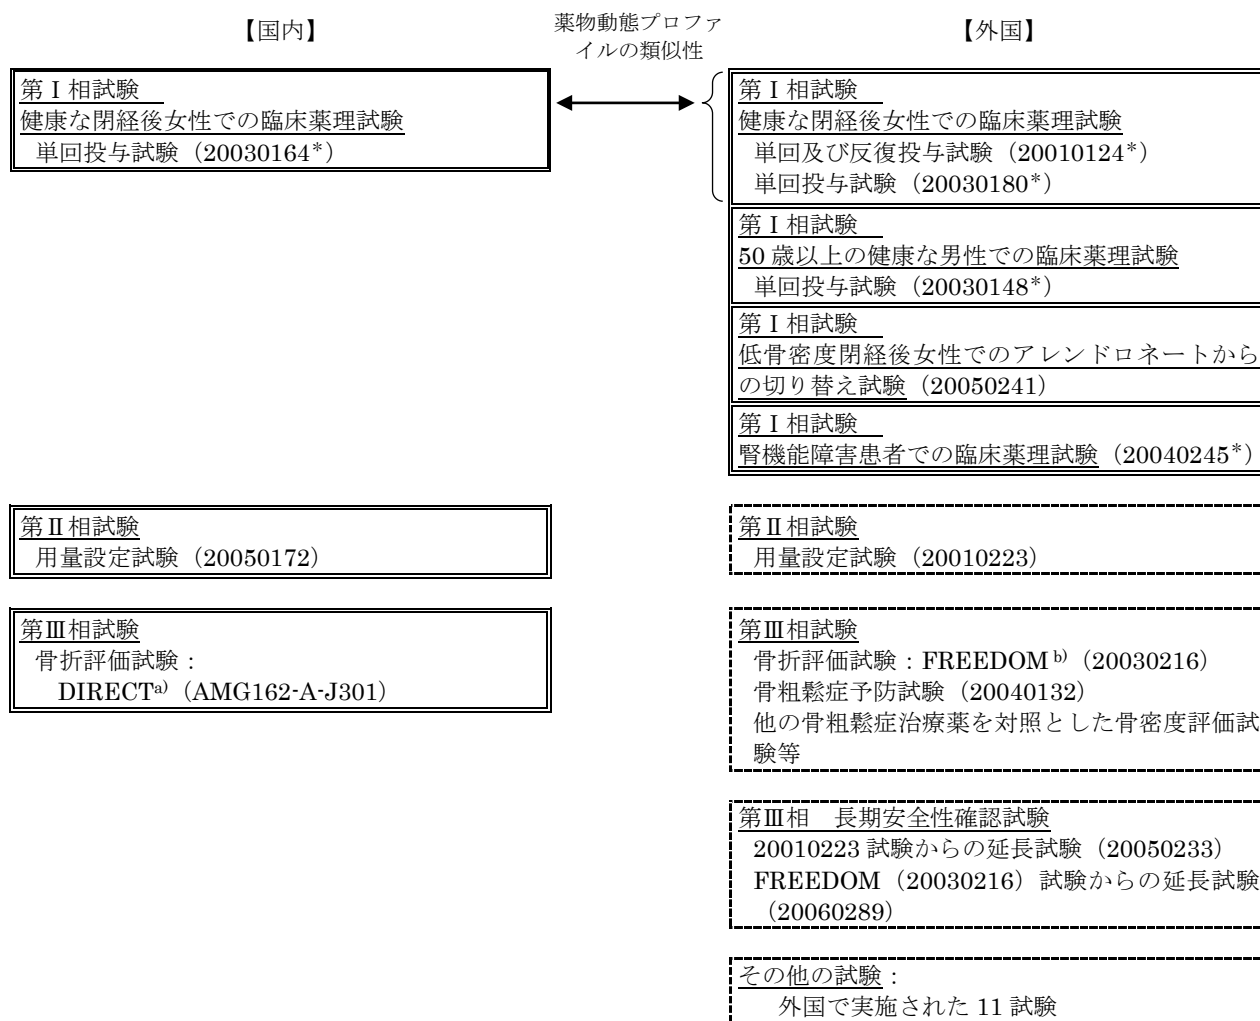 【国内】
薬物動態プロファ
イルの類似性
【外国】
第Ⅰ相試験
健康な閉経後女性での臨床薬理試験
単回投与試験（20030164*）
第Ⅰ相試験
健康な閉経後女性での臨床薬理試験
単回及び反復投与試験（20010124*）
単回投与試験（20030180*）
第Ⅰ相試験
50 歳以上の健康な男性での臨床薬理試験
単回投与試験（20030148*）
第Ⅰ相試験
低骨密度閉経後女性でのアレンドロネートから
の切り替え試験（20050241）
第Ⅰ相試験
腎機能障害患者での臨床薬理試験（20040245*）
第Ⅱ相試験
用量設定試験（20050172）
第Ⅱ相試験
用量設定試験（20010223）
第Ⅲ相試験
骨折評価試験：
DIRECTa)（AMG162-A-J301）
第Ⅲ相試験
骨折評価試験：FREEDOM b)（20030216）
骨粗鬆症予防試験（20040132）
他の骨粗鬆症治療薬を対照とした骨密度評価試
験等
第Ⅲ相　長期安全性確認試験
20010223 試験からの延長試験（20050233）
FREEDOM（20030216）試験からの延長試験
（20060289）
その他の試験：
外国で実施された 11 試験